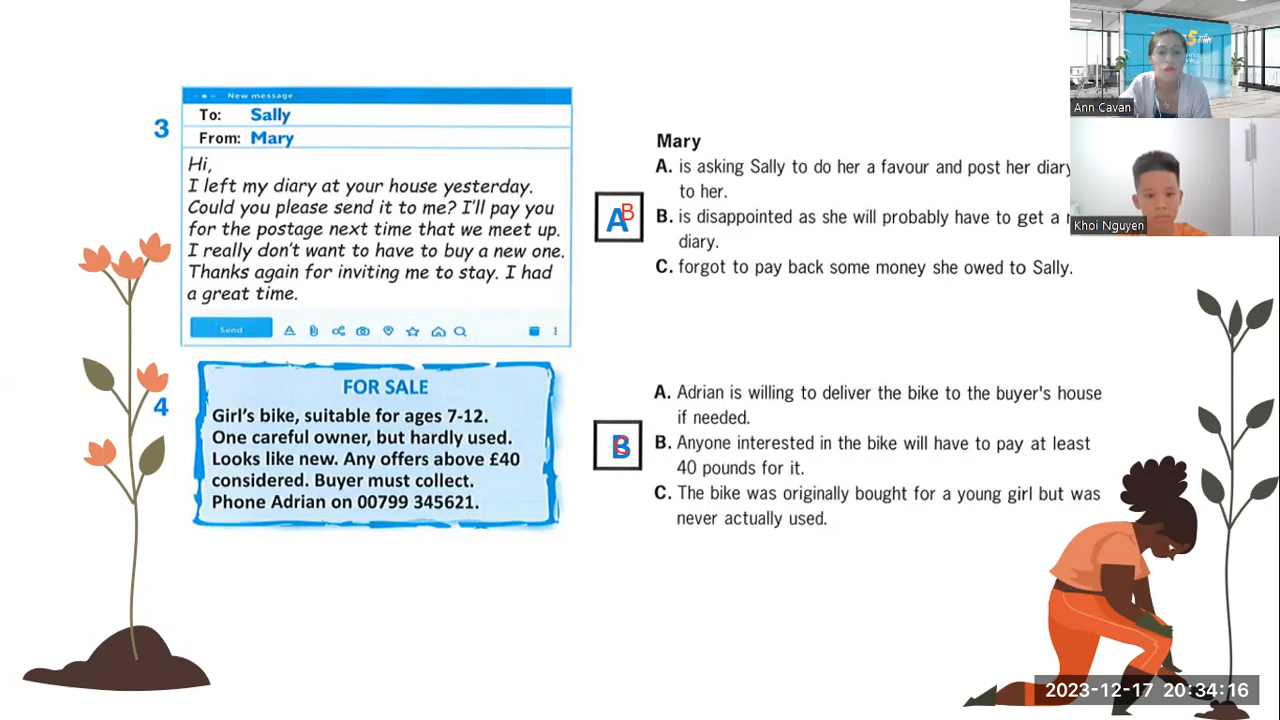 3
New message
To: Sally
From: Mary
Hi,
I left my diary at your house yesterday.
Could you please send it to me? I'll pay you
for the postage next time that we meet up.
I really don't want to have to buy a new one.
Thanks again for inviting me to stay. I had
a great time.
Send
A
B
Mary
A. is asking Sally to do her a favour and post her diary
to her.
B. is disappointed as she will probably have to get a
diary.
C. forgot to pay back some money she owed to Sally.
4
FOR SALE
Girl's bike, suitable for ages 7-12.
One careful owner, but hardly used.
Looks like new. Any offers above £40
considered. Buyer must collect.
Phone Adrian on 00799 345621.
B
A. Adrian is willing to deliver the bike to the buyer's house
if needed.
B. Anyone interested in the bike will have to pay at least
40 pounds for it.
C. The bike was originally bought for a young girl but was
never actually used.
5
Ann Cavan
Khoi Nguyen
2023-12-17 20:34:16